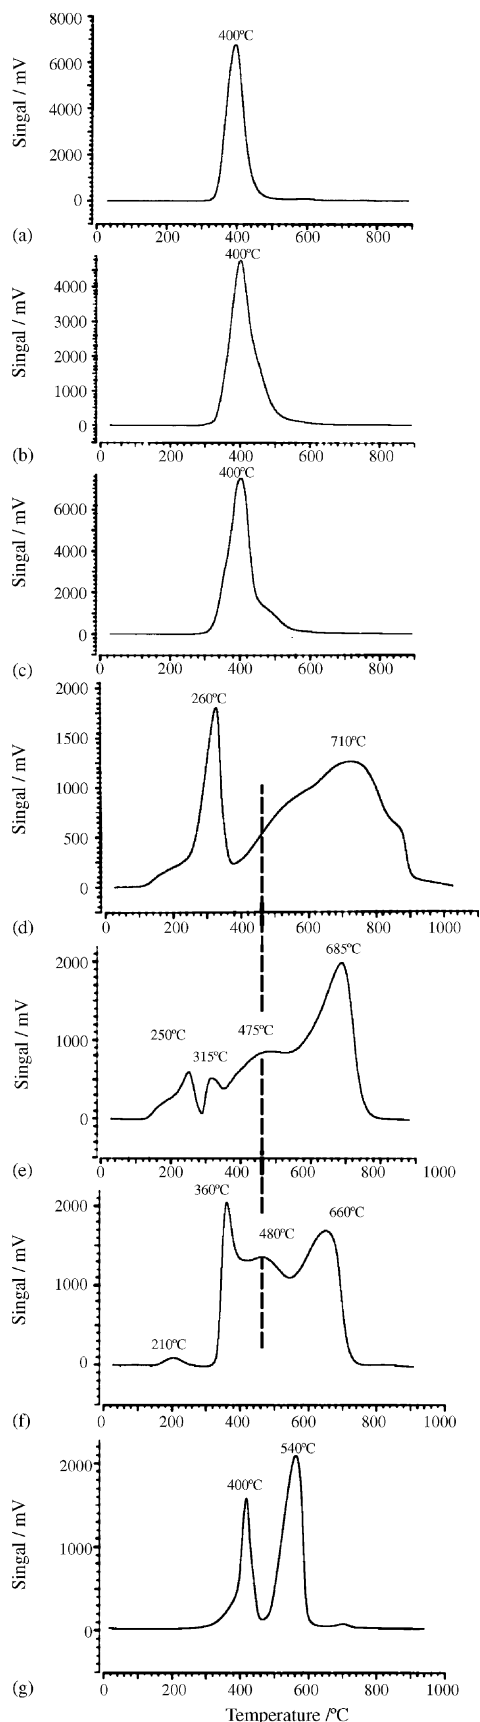 8000
400ºC
6000
4000
2000
0
Singal / mV
(a)
0 200 400 600 800
400ºC
4000
3000
2000
1000
0
Singal / mV
(b)
0 200 400 600 800
400ºC
6000
4000
2000
0
Singal / mV
(c)
0 200 400 600 800
2000
260ºC
1500
710ºC
1000
500
0
Singal / mV
(d)
0 200 400 600 800 1000
685ºC
2000
250ºC
475ºC
1000
315ºC
0
Singal / mV
(e)
0 200 400 600 800 1000
360ºC
2000
660ºC
480ºC
1000
210ºC
0
Singal / mV
(f)
0 200 400 600 800 1000
540ºC
2000
400ºC
1000
0
Singal / mV
(g)
0 200 400 600 800 1000
Temperature /ºC